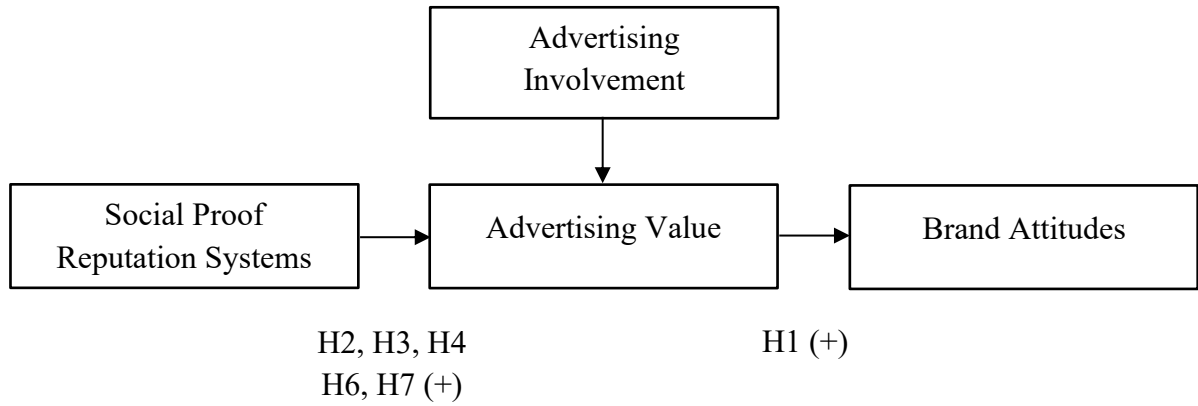 Advertising
Involvement
Social Proof
Reputation Systems
Advertising Value
Brand Attitudes
H2, H3, H4
H6, H7 (+)
H1 (+)